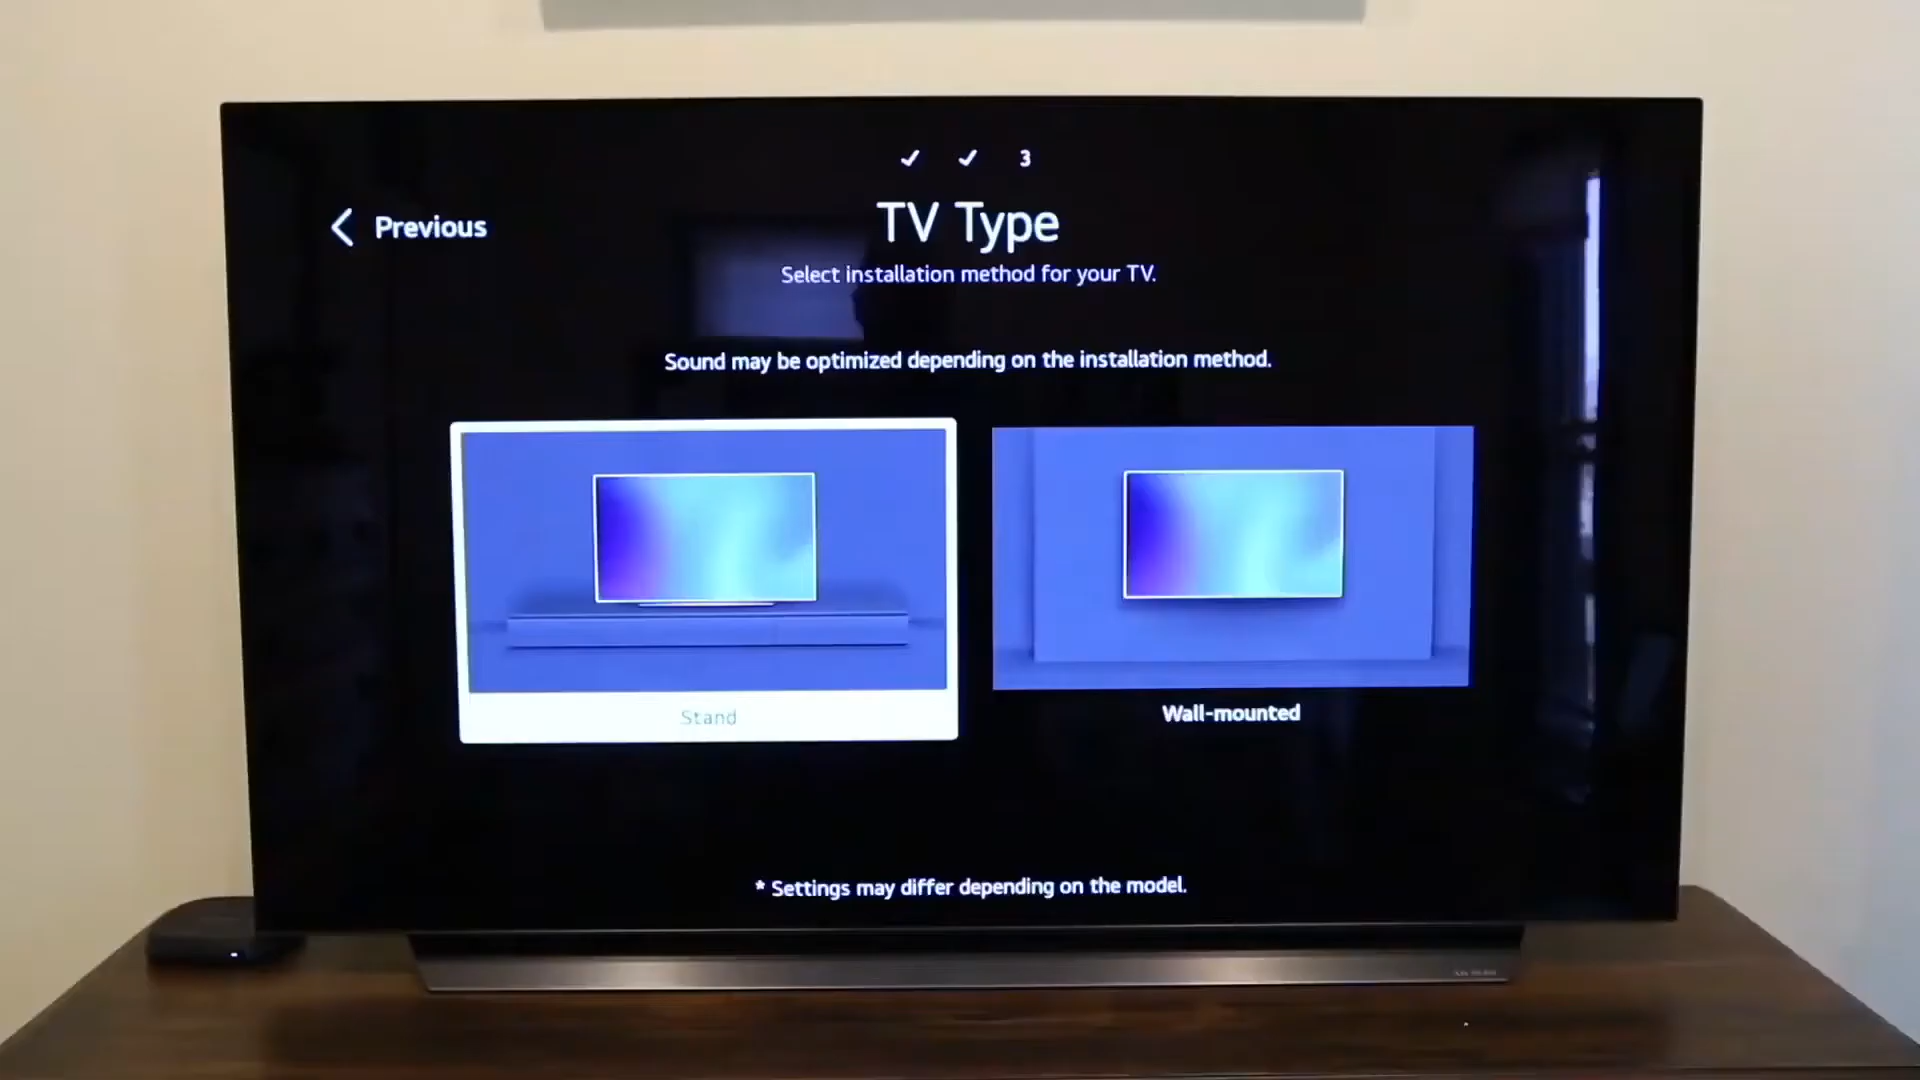 3
Previous
TV Type
Select installation method for your TV.
Sound may be optimized depending on the installation method.
Stand
Wall-mounted
* Settings may differ depending on the model.